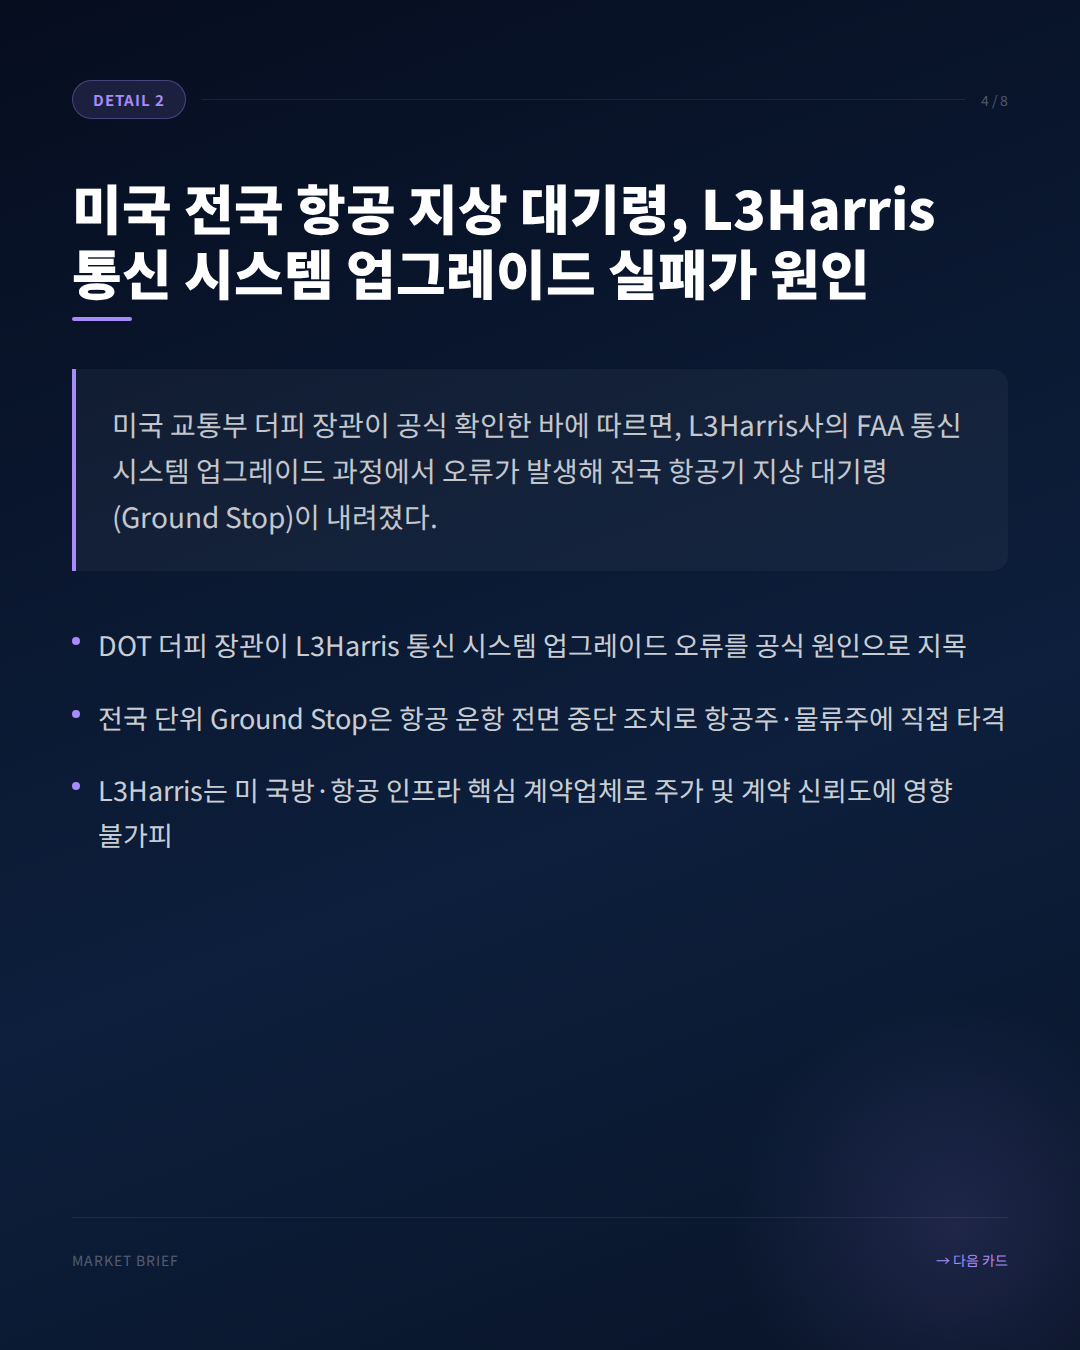 DETAIL 2
4 / 8
미국 전국 항공 지상 대기령, L3Harris
통신 시스템 업그레이드 실패가 원인
미국 교통부 더피 장관이 공식 확인한 바에 따르면, L3Harris사의 FAA 통신
시스템 업그레이드 과정에서 오류가 발생해 전국 항공기 지상 대기령
(Ground Stop)이 내려졌다.
• DOT 더피 장관이 L3Harris 통신 시스템 업그레이드 오류를 공식 원인으로 지목
• 전국 단위 Ground Stop은 항공 운항 전면 중단 조치로 항공주·물류주에 직접 타격
• L3Harris는 미 국방·항공 인프라 핵심 계약업체로 주가 및 계약 신뢰도에 영향
불가피
MARKET BRIEF
→ 다음 카드